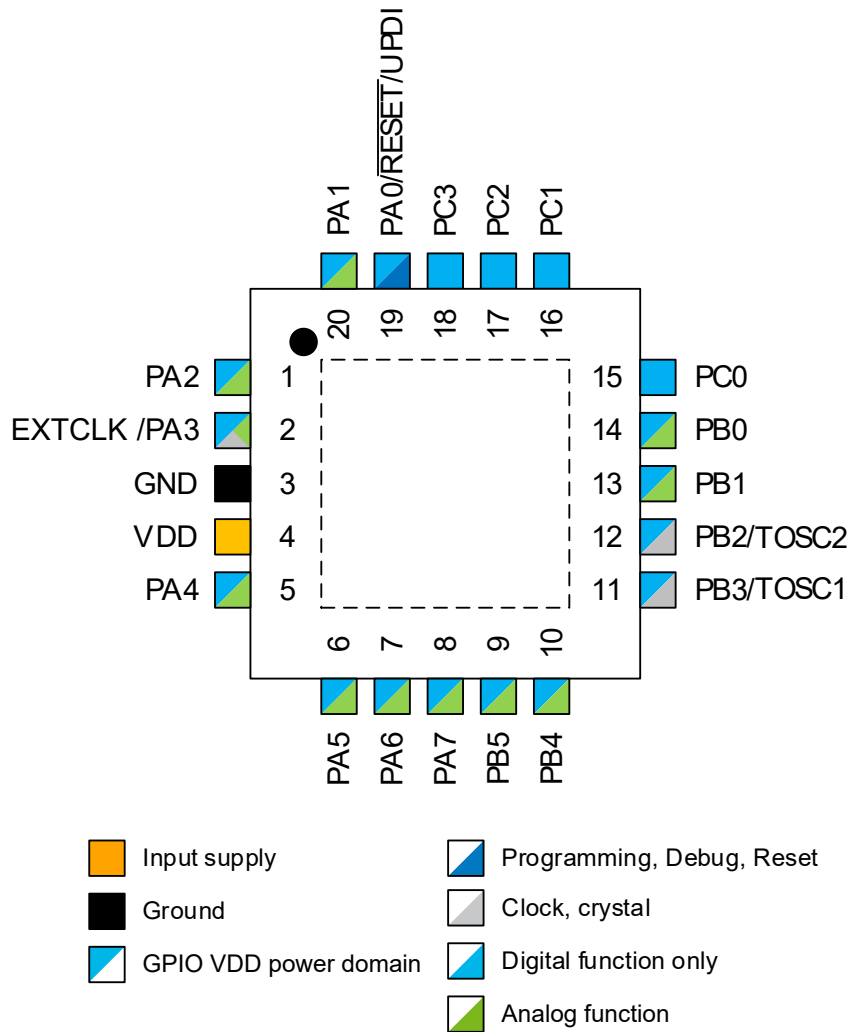 PA1
PA0/RESET/UPDI
PC3
PC2
PC1
20
19
18
17
16
PA2 1
EXTCLK /PA3 2
GND 3
VDD 4
PA4 5
15 PC0
14 PB0
13 PB1
12 PB2/TOSC2
11 PB3/TOSC1
6
7
8
9
10
PA5
PA6
PA7
PB5
PB4
Input supply
Ground
GPIO VDD power domain
Programming, Debug, Reset
Clock, crystal
Digital function only
Analog function